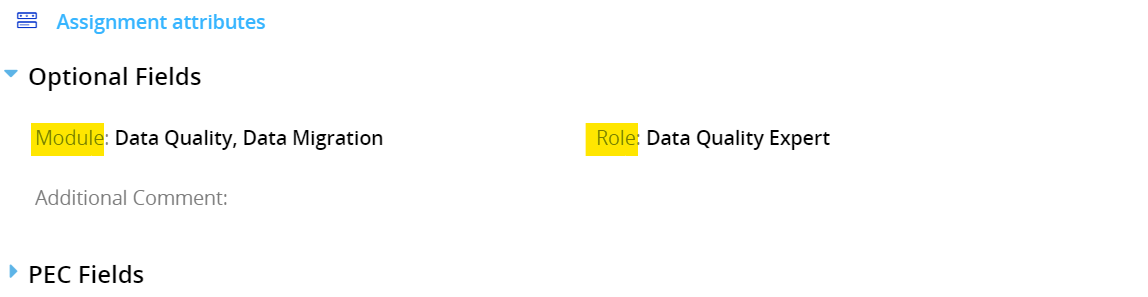 Assignment attributes
Optional Fields
Module: Data Quality, Data Migration
Role: Data Quality Expert
Additional Comment:
PEC Fields